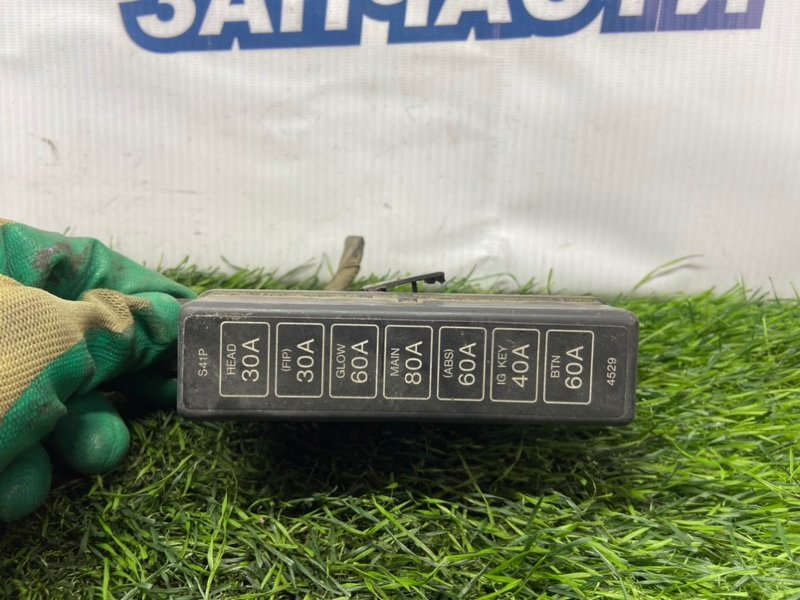 ЗАПЧАСТИ
S41P
HEAD
30A
(FIP)
30A
GLOW
60A
MAIN
80A
(ABS)
60A
IG KEY
40A
BTN
60A
4529